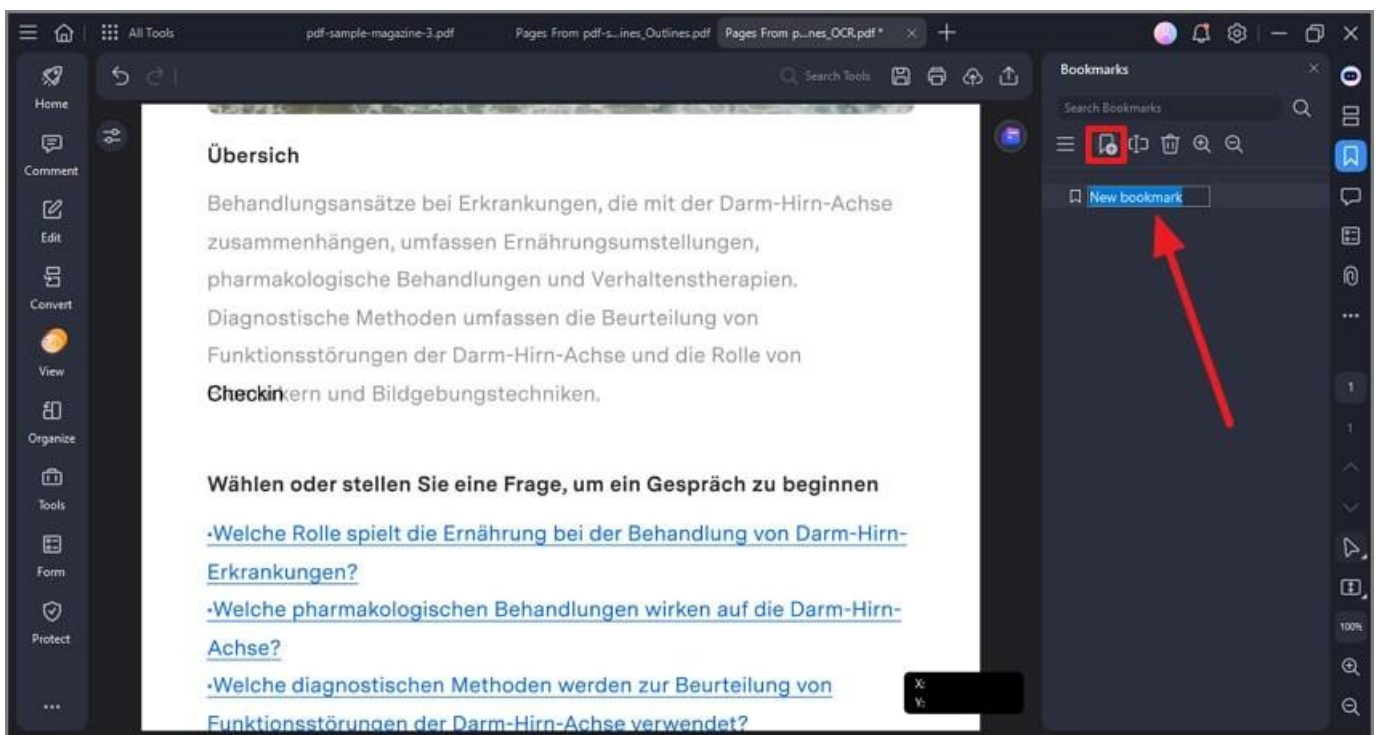 All Tools
pdf-sample-magazine-3.pdf
Pages From pdf-s...ines_Outlines.pdf
Pages From p...nes_OCR.pdf *
Home
Comment
Edit
Convert
View
Organize
Tools
Form
Protect
Search Tools
Übersich
Behandlungsansätze bei Erkrankungen, die mit der Darm-Hirn-Achse
zusammenhängen, umfassen Ernährungsumstellungen,
pharmakologische Behandlungen und Verhaltenstherapien.
Diagnostische Methoden umfassen die Beurteilung von
Funktionsstörungen der Darm-Hirn-Achse und die Rolle von
Checkin kern und Bildgebungstechniken.
Wählen oder stellen Sie eine Frage, um ein Gespräch zu beginnen
·Welche Rolle spielt die Ernährung bei der Behandlung von Darm-Hirn-
Erkrankungen?
·Welche pharmakologischen Behandlungen wirken auf die Darm-Hirn-
Achse?
·Welche diagnostischen Methoden werden zur Beurteilung von
Funktionsstörungen der Darm-Hirn-Achse verwendet?
X:
Y:
Bookmarks
Search Bookmarks
New bookmark
1
1
100%